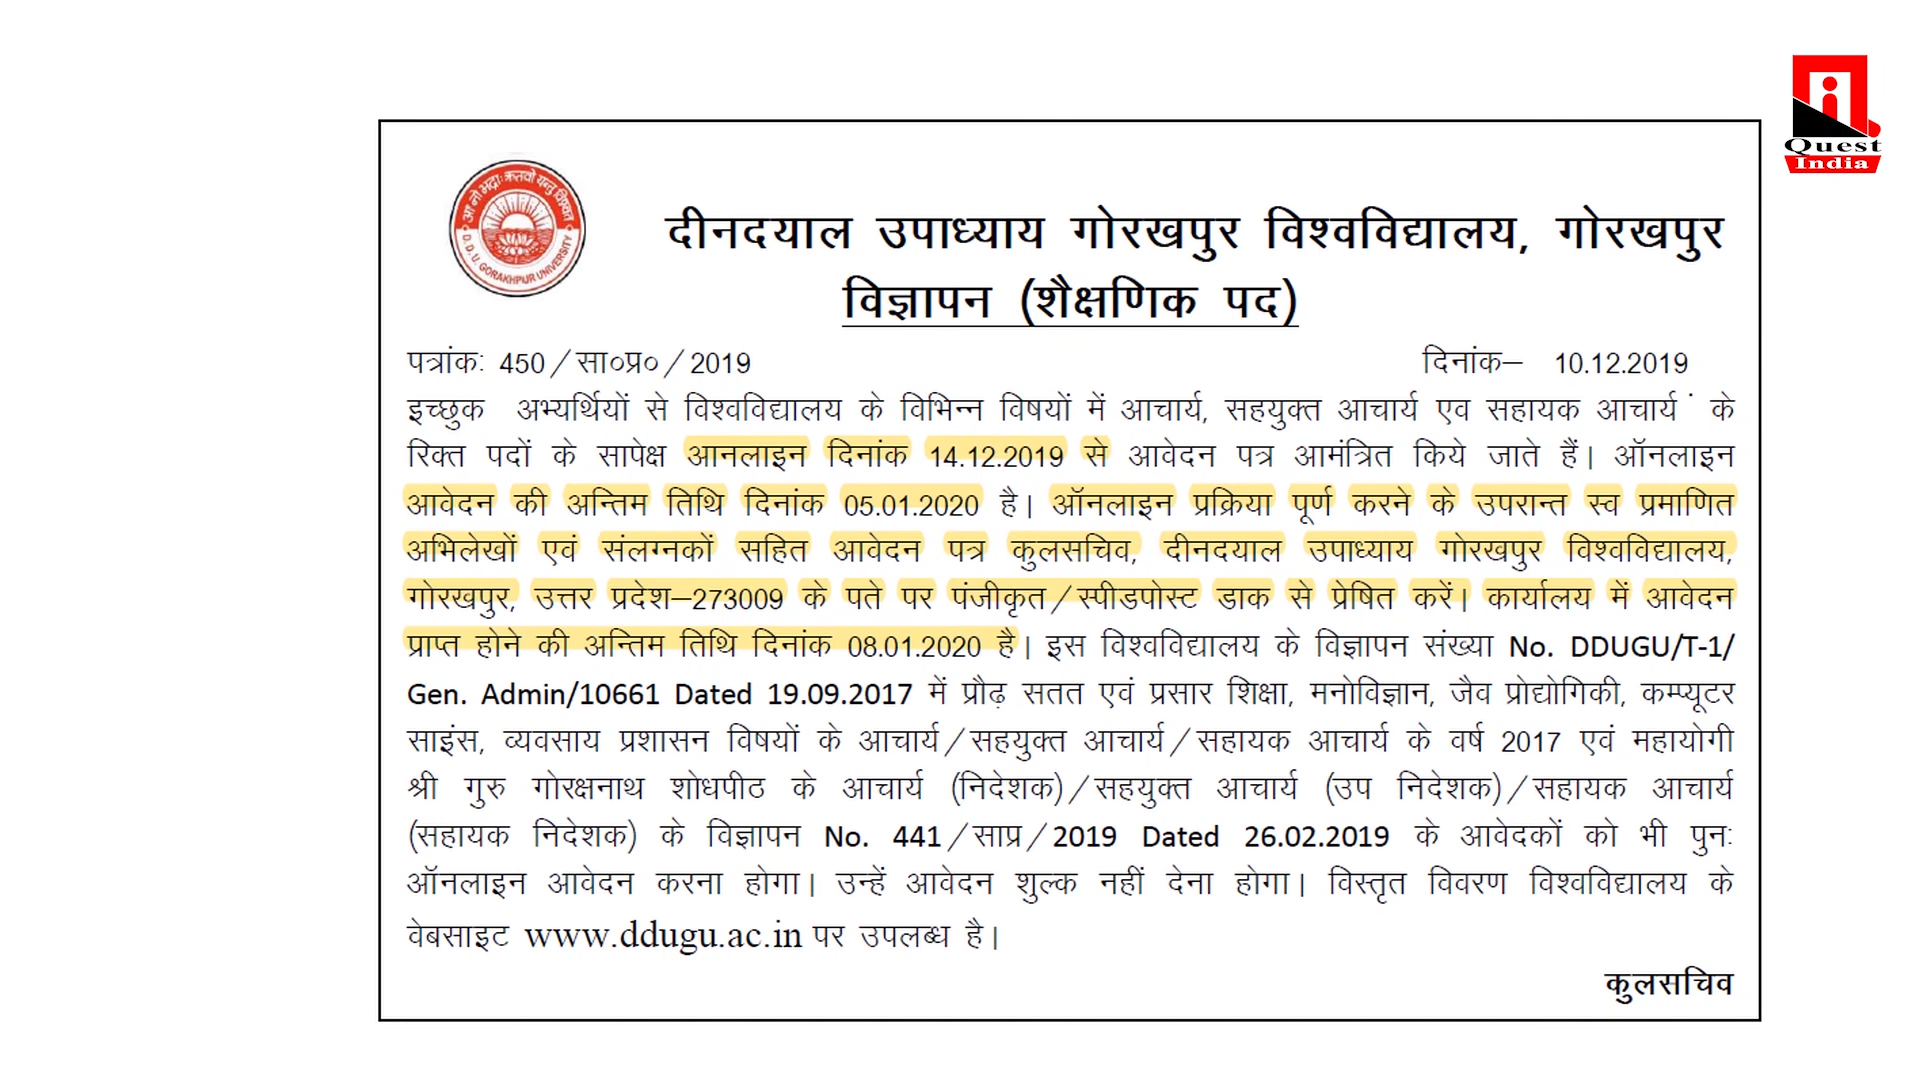 i
Quest
India
आ नो भद्राः क्रतवो यन्तु विश्वतः
D.D.U. GORAKHPUR UNIVERSITY
दीनदयाल उपाध्याय गोरखपुर विश्वविद्यालय, गोरखपुर
विज्ञापन (शैक्षणिक पद)
पत्रांक: 450/सा०प्र०/2019 दिनांक– 10.12.2019
इच्छुक अभ्यर्थियों से विश्वविद्यालय के विभिन्न विषयों में आचार्य, सहयुक्त आचार्य एव सहायक आचार्य के
रिक्त पदों के सापेक्ष आनलाइन दिनांक 14.12.2019 से आवेदन पत्र आमंत्रित किये जाते हैं। ऑनलाइन
आवेदन की अन्तिम तिथि दिनांक 05.01.2020 है। ऑनलाइन प्रक्रिया पूर्ण करने के उपरान्त स्व प्रमाणित
अभिलेखों एवं संलग्नकों सहित आवेदन पत्र कुलसचिव, दीनदयाल उपाध्याय गोरखपुर विश्वविद्यालय,
गोरखपुर, उत्तर प्रदेश–273009 के पते पर पंजीकृत/स्पीडपोस्ट डाक से प्रेषित करें। कार्यालय में आवेदन
प्राप्त होने की अन्तिम तिथि दिनांक 08.01.2020 है। इस विश्वविद्यालय के विज्ञापन संख्या No. DDUGU/T-1/
Gen. Admin/10661 Dated 19.09.2017 में प्रौढ़ सतत एवं प्रसार शिक्षा, मनोविज्ञान, जैव प्रोद्योगिकी, कम्प्यूटर
साइंस, व्यवसाय प्रशासन विषयों के आचार्य/सहयुक्त आचार्य/सहायक आचार्य के वर्ष 2017 एवं महायोगी
श्री गुरु गोरक्षनाथ शोधपीठ के आचार्य (निदेशक)/सहयुक्त आचार्य (उप निदेशक)/सहायक आचार्य
(सहायक निदेशक) के विज्ञापन No. 441/साप्र/2019 Dated 26.02.2019 के आवेदकों को भी पुनः
ऑनलाइन आवेदन करना होगा। उन्हें आवेदन शुल्क नहीं देना होगा। विस्तृत विवरण विश्वविद्यालय के
वेबसाइट www.ddugu.ac.in पर उपलब्ध है।
कुलसचिव